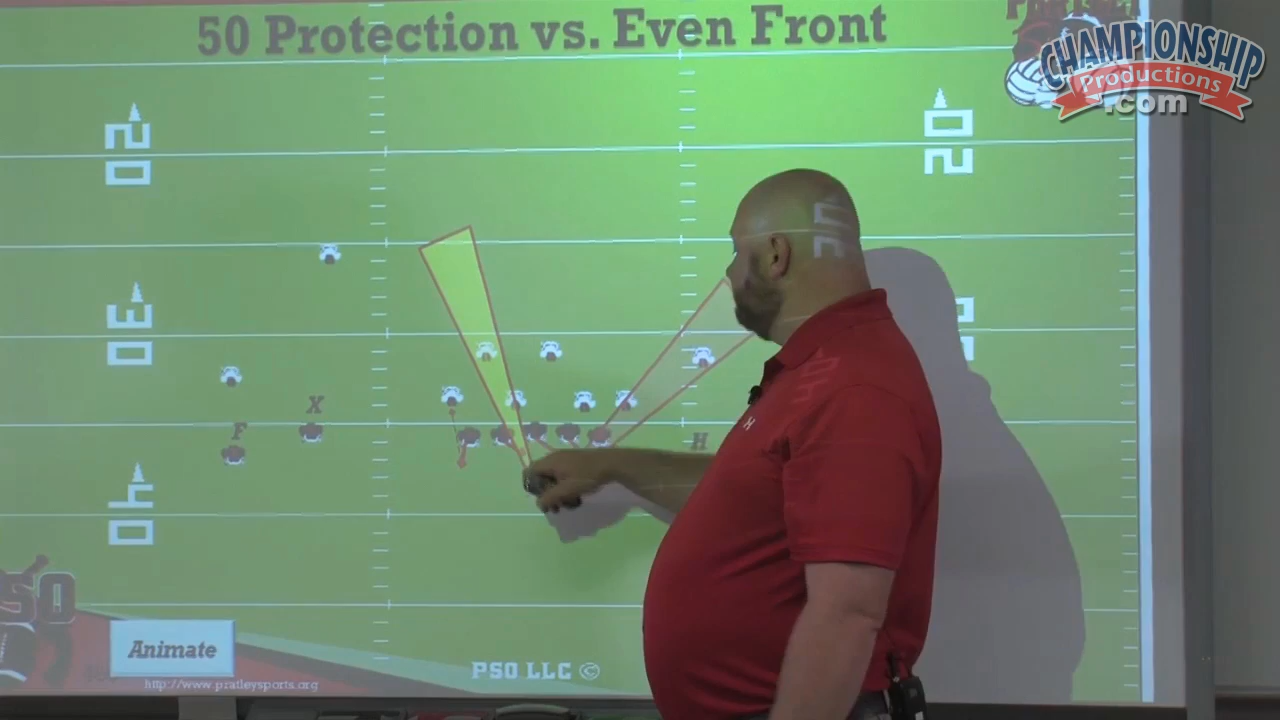 50 Protection vs. Even Front
CHAMPIONSHIP
Productions
.com
20
20
30
X
F
H
40
PSO
Animate
PSO LLC ©
http://www.pratleysports.org